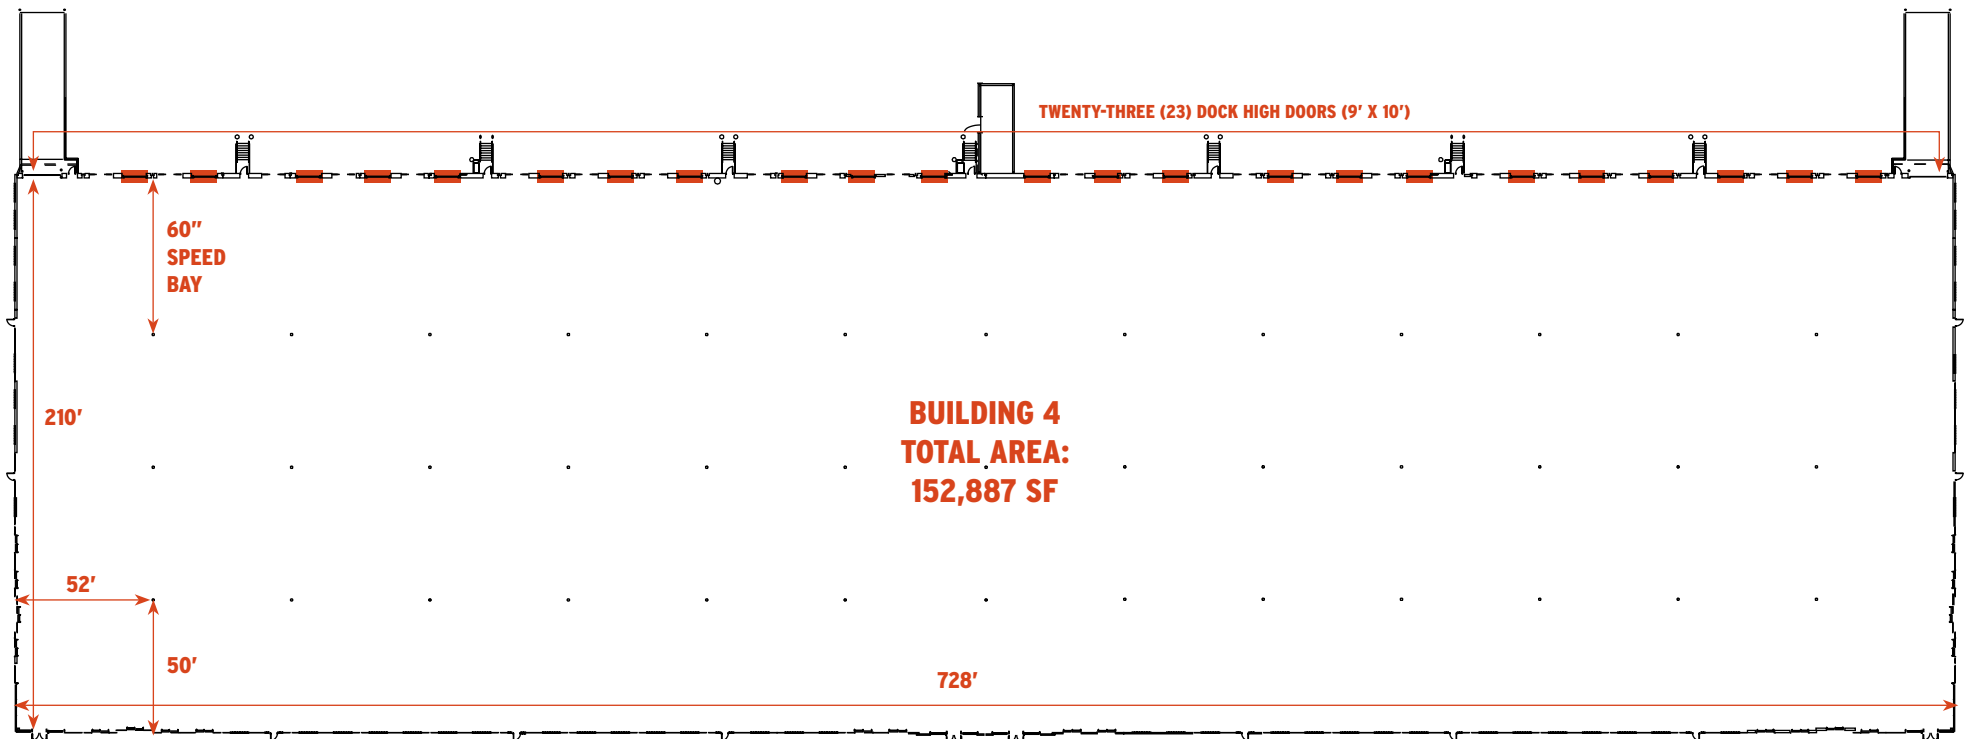 TWENTY-THREE (23) DOCK HIGH DOORS (9' X 10')
60"
SPEED
BAY
210'
BUILDING 4
TOTAL AREA:
152,887 SF
52'
50'
728'